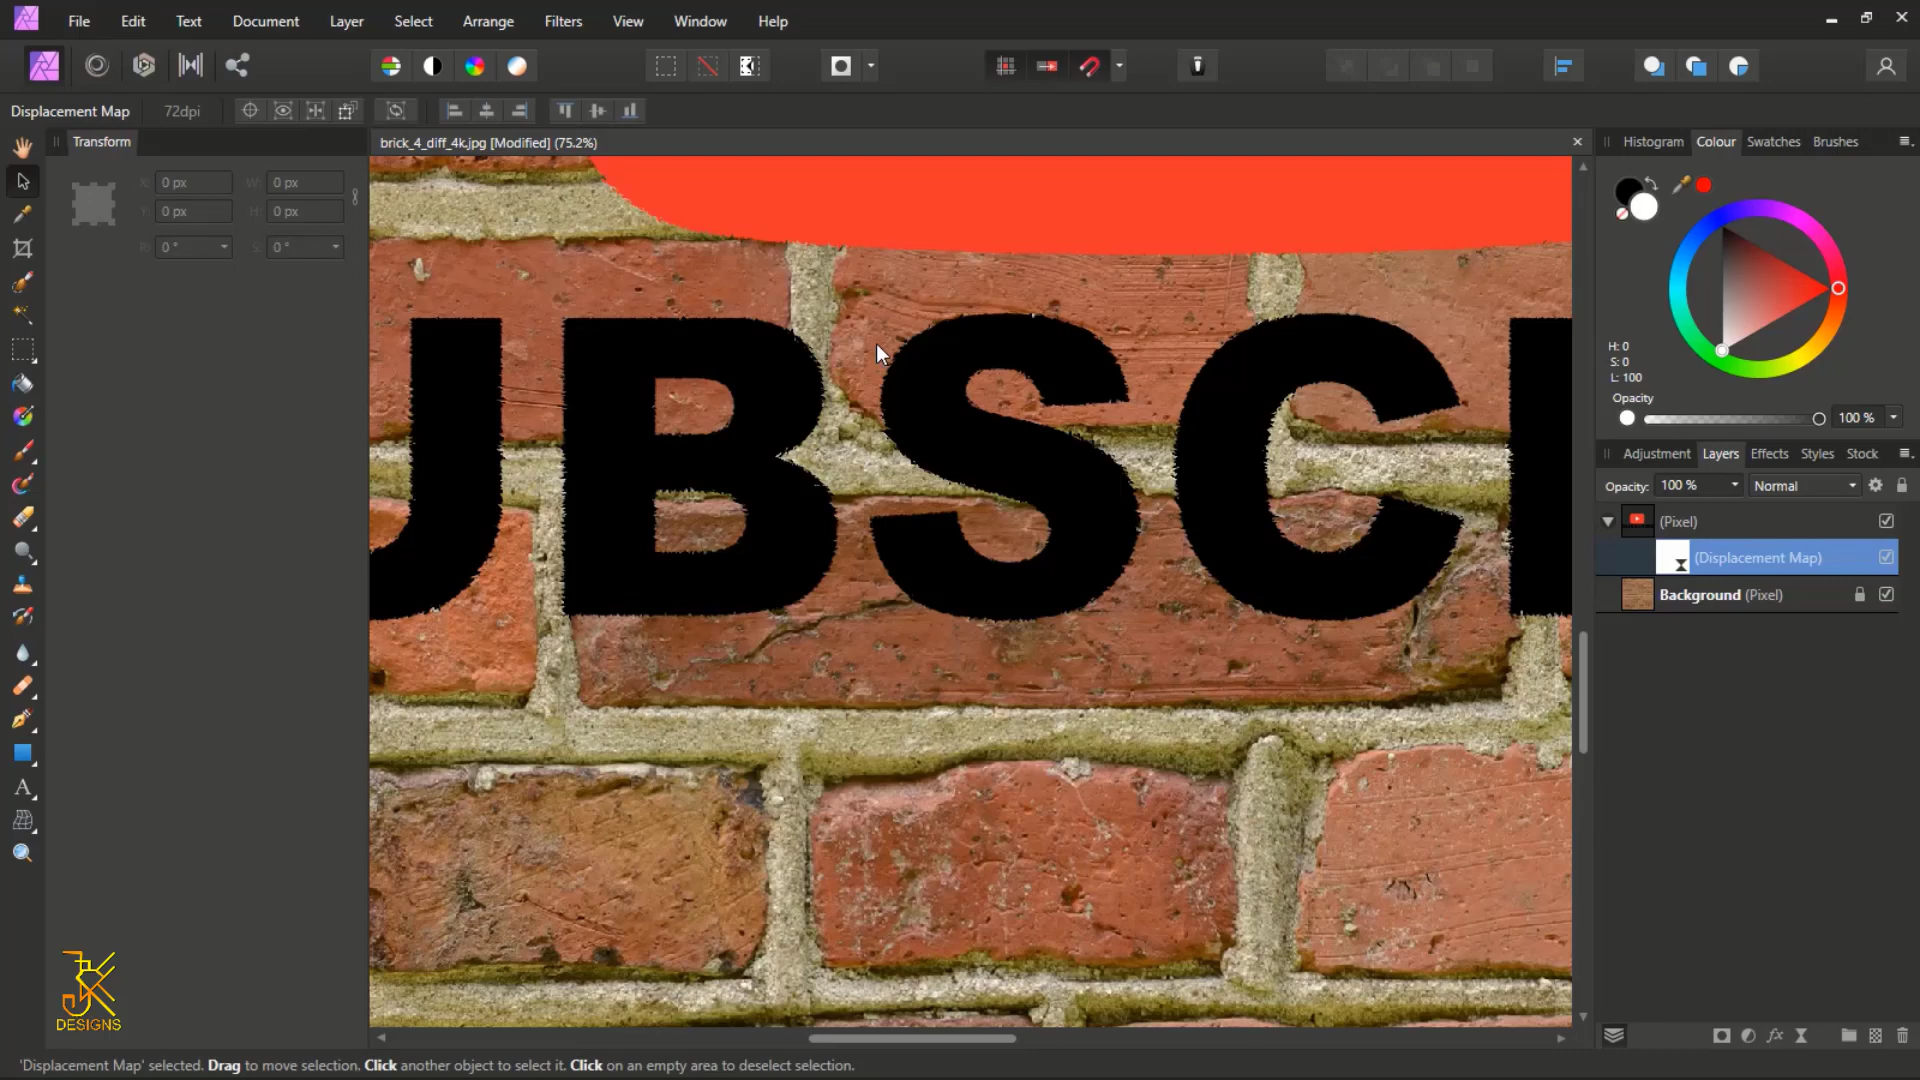 File Edit Text Document Layer Select Arrange Filters View Window Help
Displacement Map 72dpi
Transform
X: 0 px W: 0 px
Y: 0 px H: 0 px
R: 0 ° S: 0 °
brick_4_diff_4k.jpg [Modified] (75.2%)
UBSC
Histogram Colour Swatches Brushes
H: 0
S: 0
L: 100
Opacity
100 %
Adjustment Layers Effects Styles Stock
Opacity: 100 % Normal
(Pixel)
(Displacement Map)
Background (Pixel)
JK
DESIGNS
'Displacement Map' selected. Drag to move selection. Click another object to select it. Click on an empty area to deselect selection.